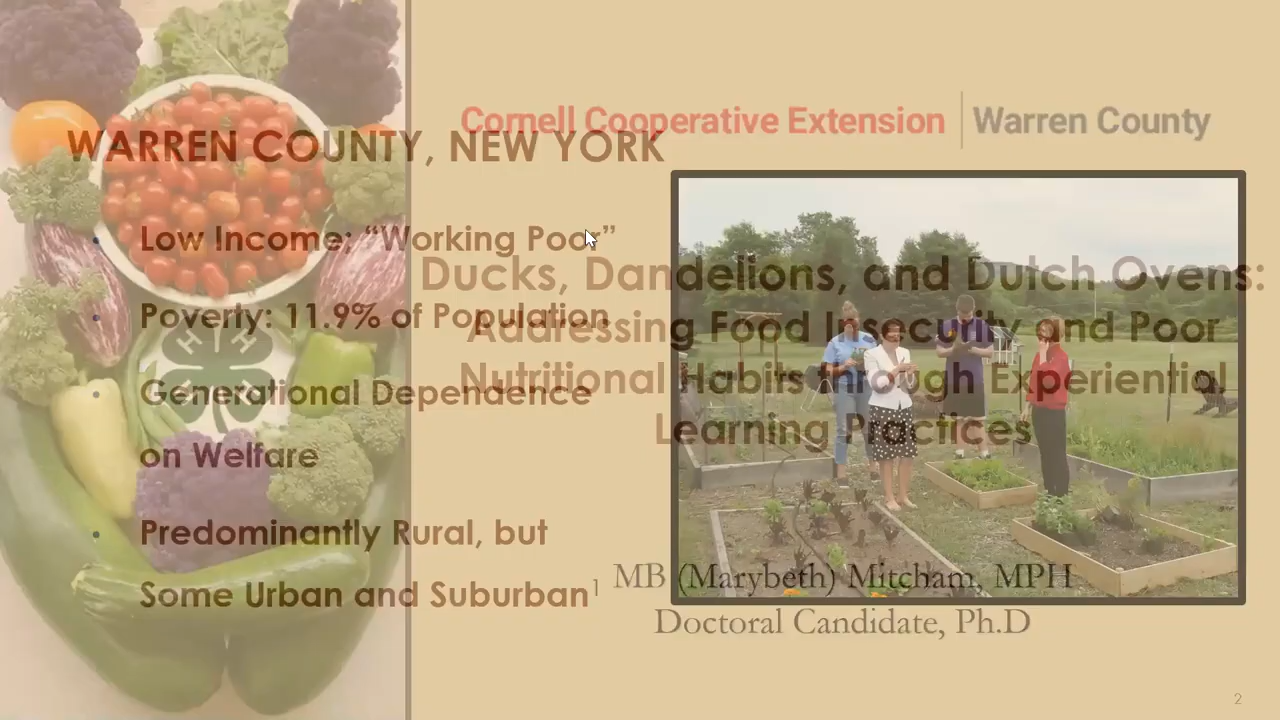 Cornell Cooperative Extension | Warren County
WARREN COUNTY, NEW YORK
Low Income; “Working Poor”
Poverty: 11.9% of Population
Generational Dependence
on Welfare
Predominantly Rural, but
Some Urban and Suburban1
Ducks, Dandelions, and Dutch Ovens:
Addressing Food Insecurity and Poor
Nutritional Habits Through Experiential
Learning Practices
MB (Marybeth) Mitcham, MPH
Doctoral Candidate, Ph.D
H H
H H
2